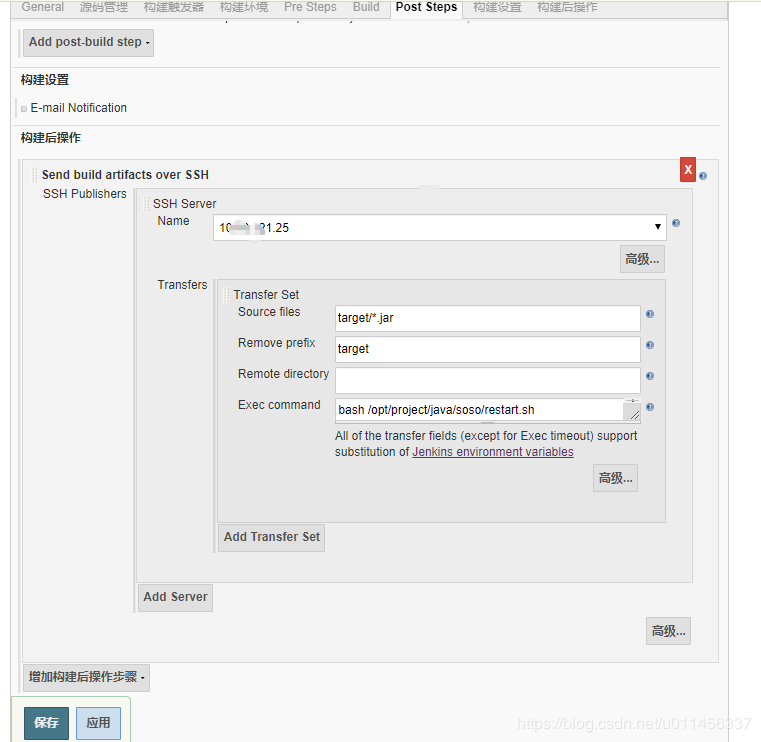 General 源码管理 构建触发器 构建环境 Pre Steps Build Post Steps 构建设置 构建后操作
Add post-build step
构建设置
E-mail Notification
构建后操作
Send build artifacts over SSH
X
SSH Publishers
SSH Server
Name
高级...
Transfers
Transfer Set
Source files
target/*.jar
Remove prefix
target
Remote directory
Exec command
bash /opt/project/java/soso/restart.sh
All of the transfer fields (except for Exec timeout) support
substitution of Jenkins environment variables
高级...
Add Transfer Set
Add Server
高级...
增加构建后操作步骤
保存 应用
https://blog.csdn.net/u011456337